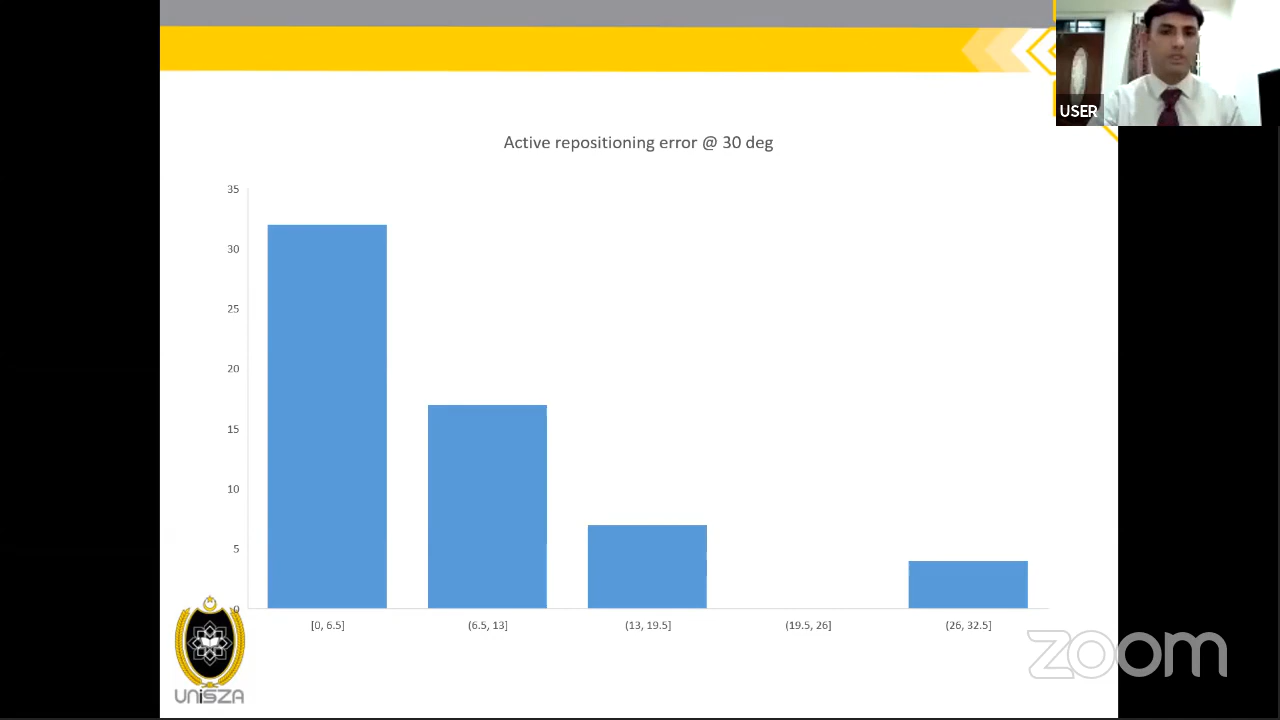 USER
Active repositioning error @ 30 deg
35
30
25
20
15
10
5
0
[0, 6.5] (6.5, 13] (13, 19.5] (19.5, 26] (26, 32.5]
zoom
UniSZA